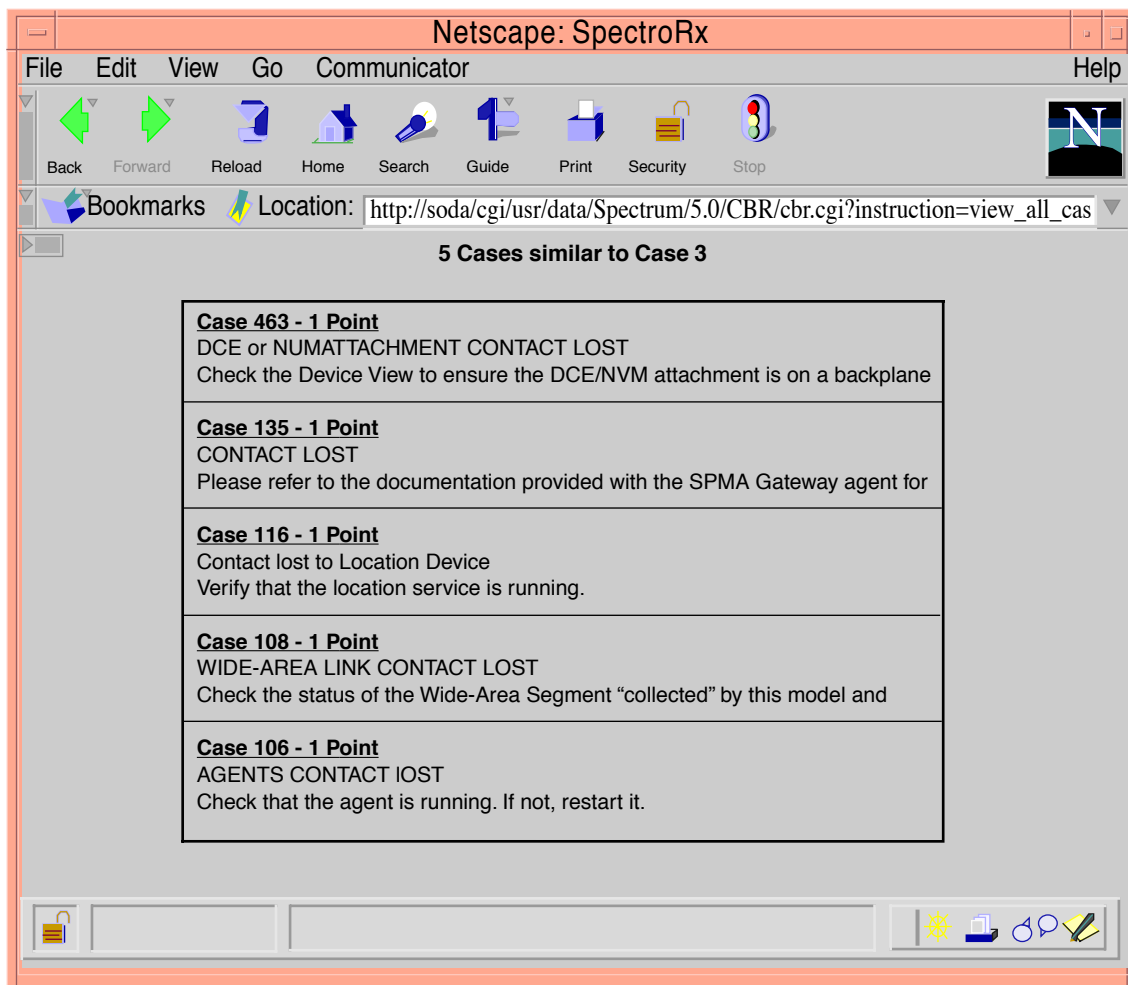 Netscape: SpectroRx
File Edit View Go Communicator Help
Back Forward Reload Home Search Guide Print Security Stop
N
Bookmarks Location: http://soda/cgi/usr/data/Spectrum/5.0/CBR/cbr.cgi?instruction=view_all_cas
5 Cases similar to Case 3
Case 463 - 1 Point
DCE or NUMATTACHMENT CONTACT LOST
Check the Device View to ensure the DCE/NVM attachment is on a backplane
Case 135 - 1 Point
CONTACT LOST
Please refer to the documentation provided with the SPMA Gateway agent for
Case 116 - 1 Point
Contact lost to Location Device
Verify that the location service is running.
Case 108 - 1 Point
WIDE-AREA LINK CONTACT LOST
Check the status of the Wide-Area Segment “collected” by this model and
Case 106 - 1 Point
AGENTS CONTACT lOST
Check that the agent is running. If not, restart it.